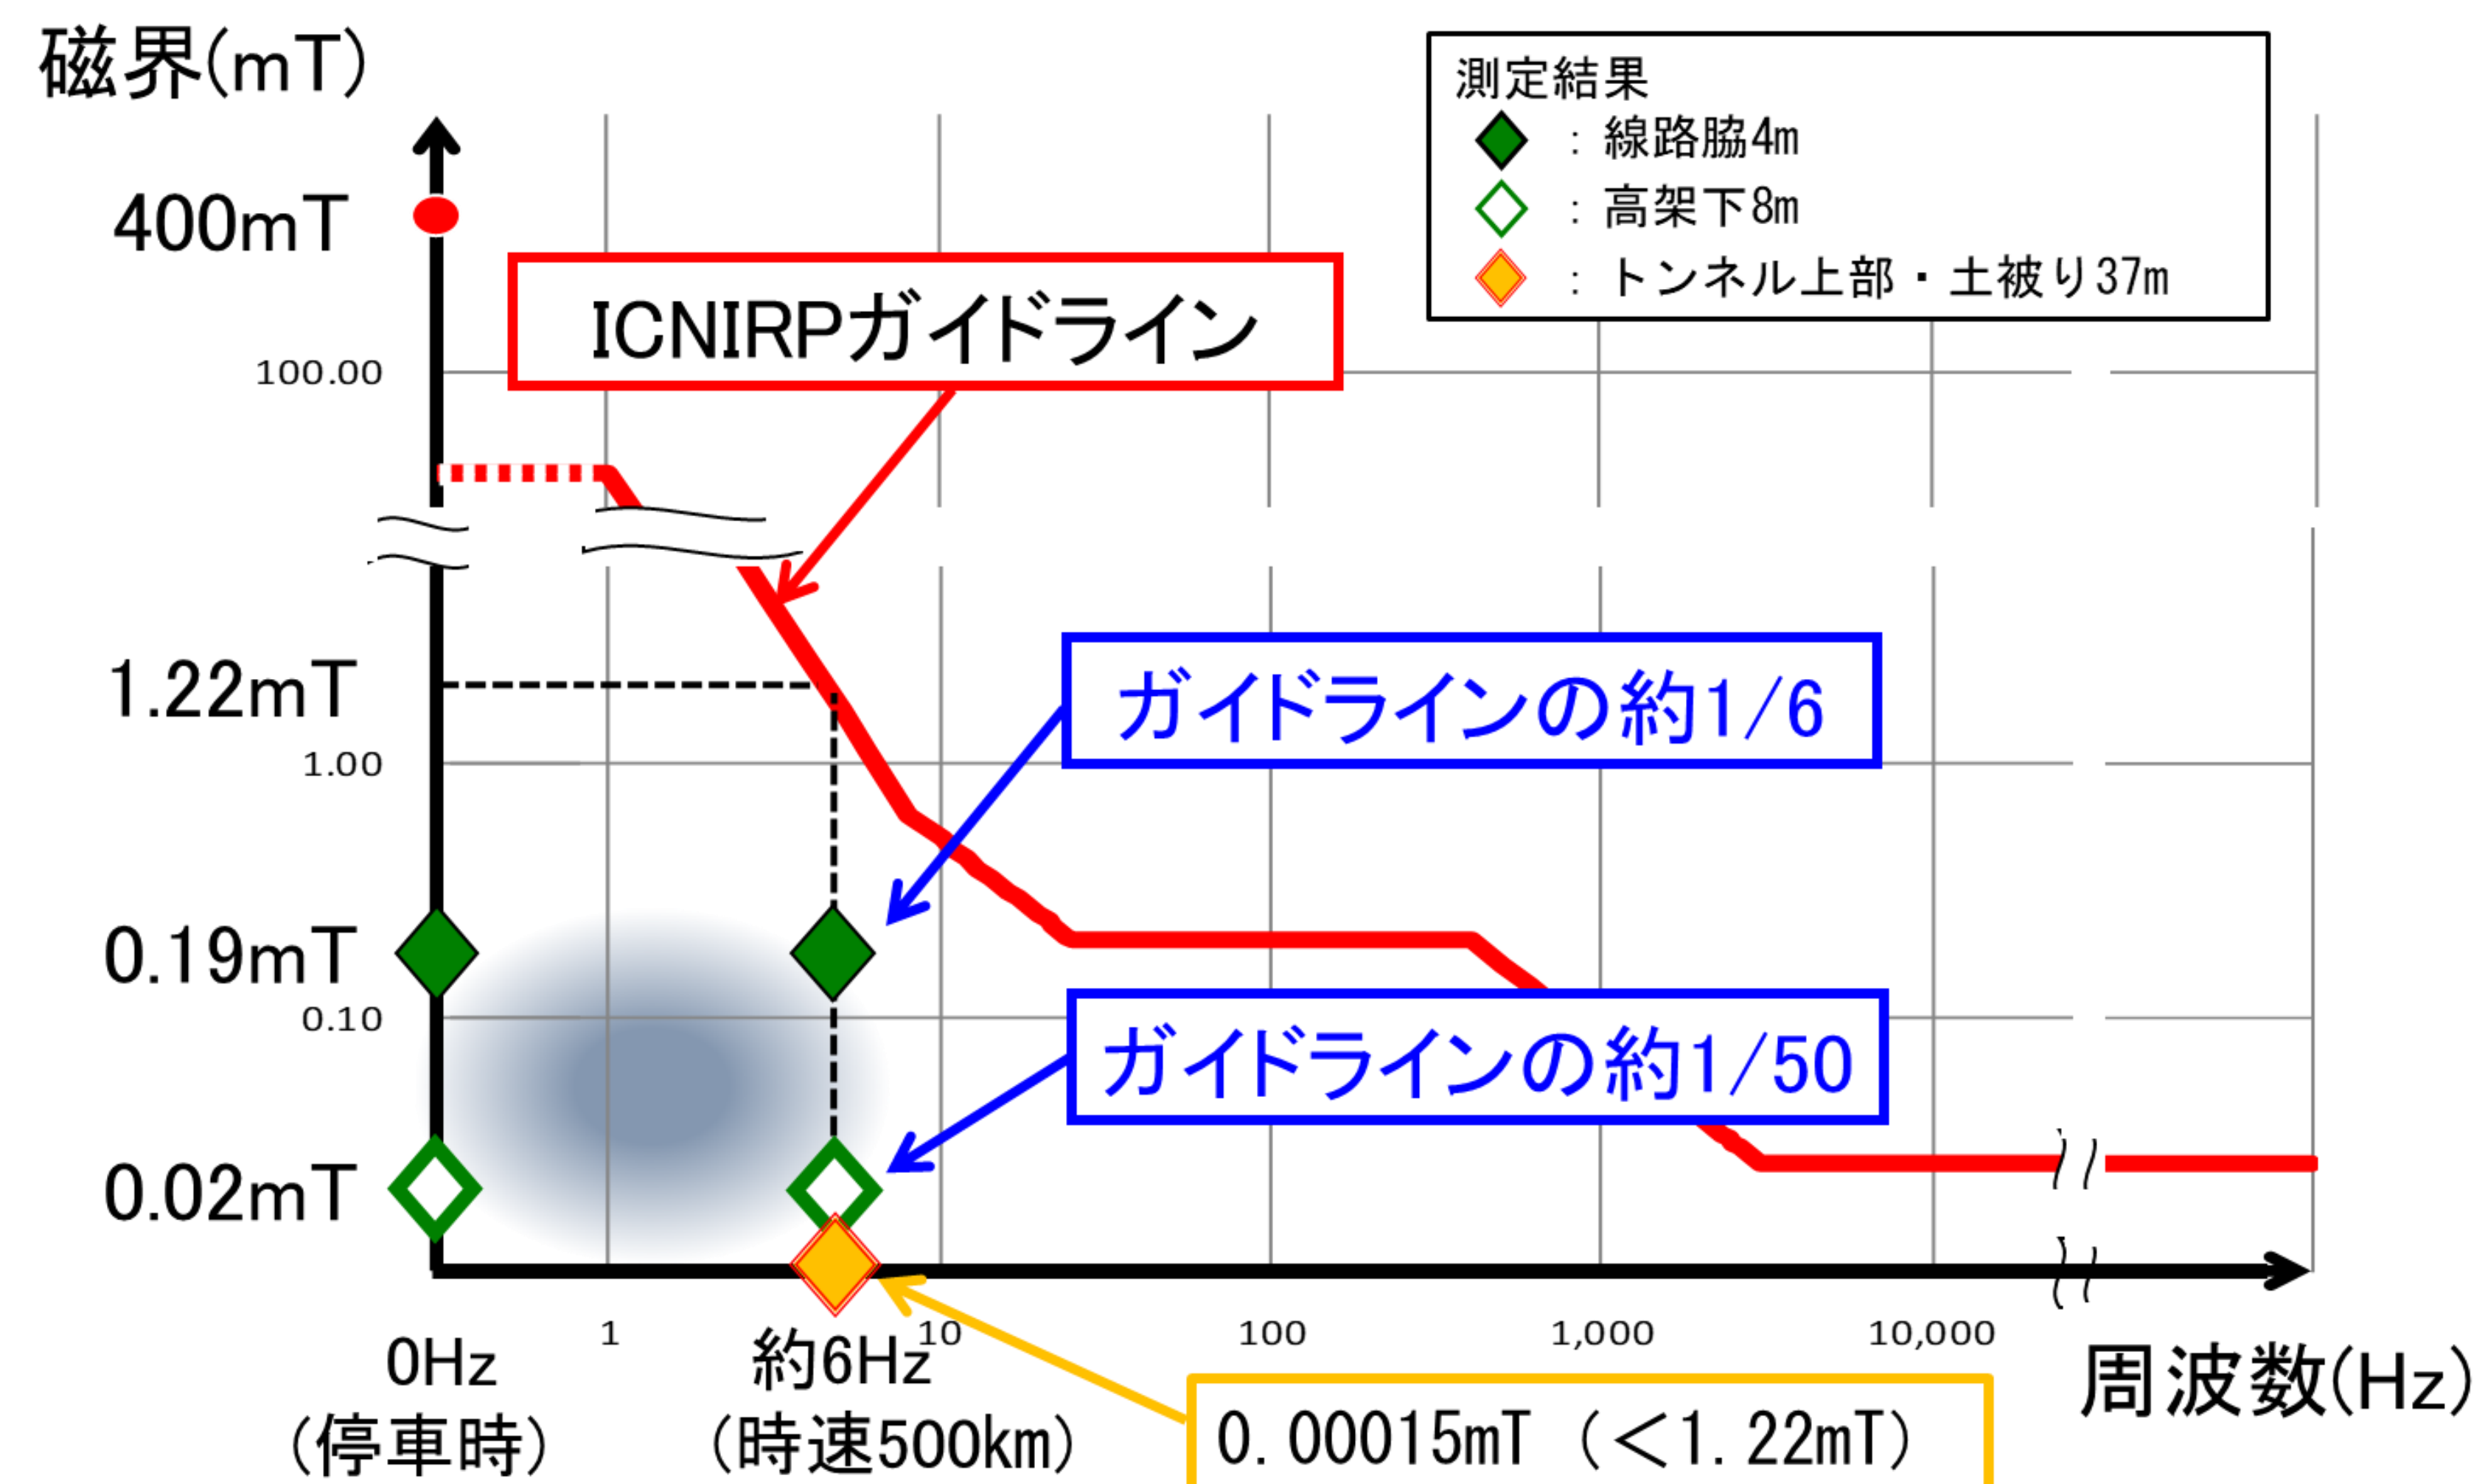 磁界(mT)
測定結果
：線路脇4m
：高架下8m
：トンネル上部・土被り37m
400mT
ICNIRPガイドライン
100.00
1.22mT
ガイドラインの約1/6
1.00
0.19mT
0.10
ガイドラインの約1/50
0.02mT
1
10
100
1,000
10,000
0Hz
約6Hz
周波数(Hz)
(停車時)
(時速500km)
0.00015mT（＜1.22mT）